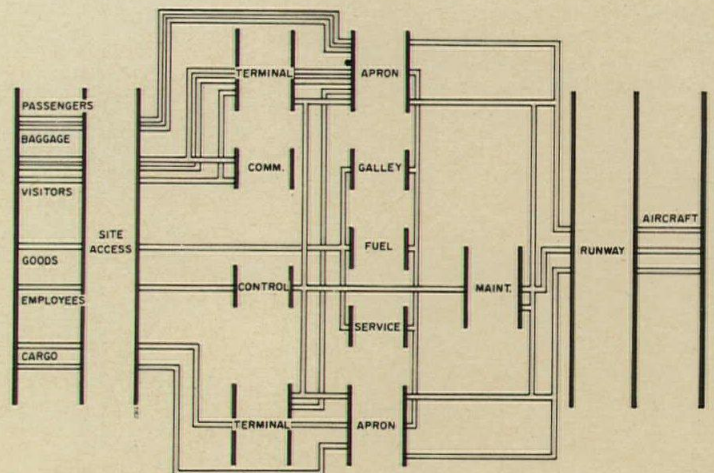 PASSENGERS
BAGGAGE
VISITORS
GOODS
EMPLOYEES
CARGO
SITE
ACCESS
TERMINAL
COMM.
CONTROL
TERMINAL
APRON
GALLEY
FUEL
SERVICE
APRON
MAINT.
RUNWAY
AIRCRAFT